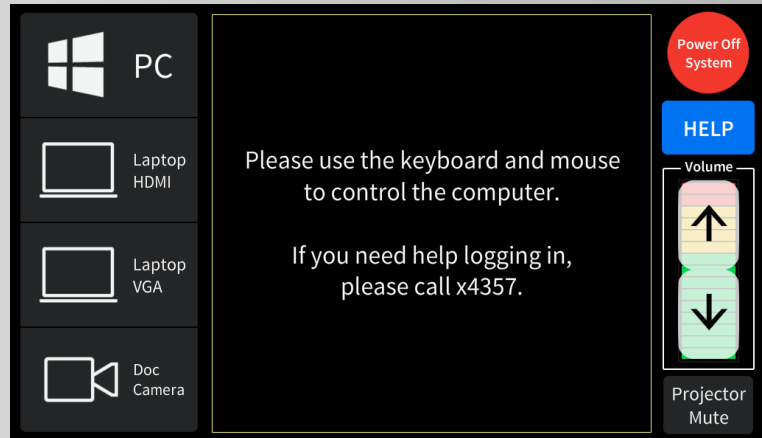 PC
Laptop
HDMI
Laptop
VGA
Doc
Camera
Please use the keyboard and mouse
to control the computer.
If you need help logging in,
please call x4357.
Power Off
System
HELP
Volume
Projector
Mute